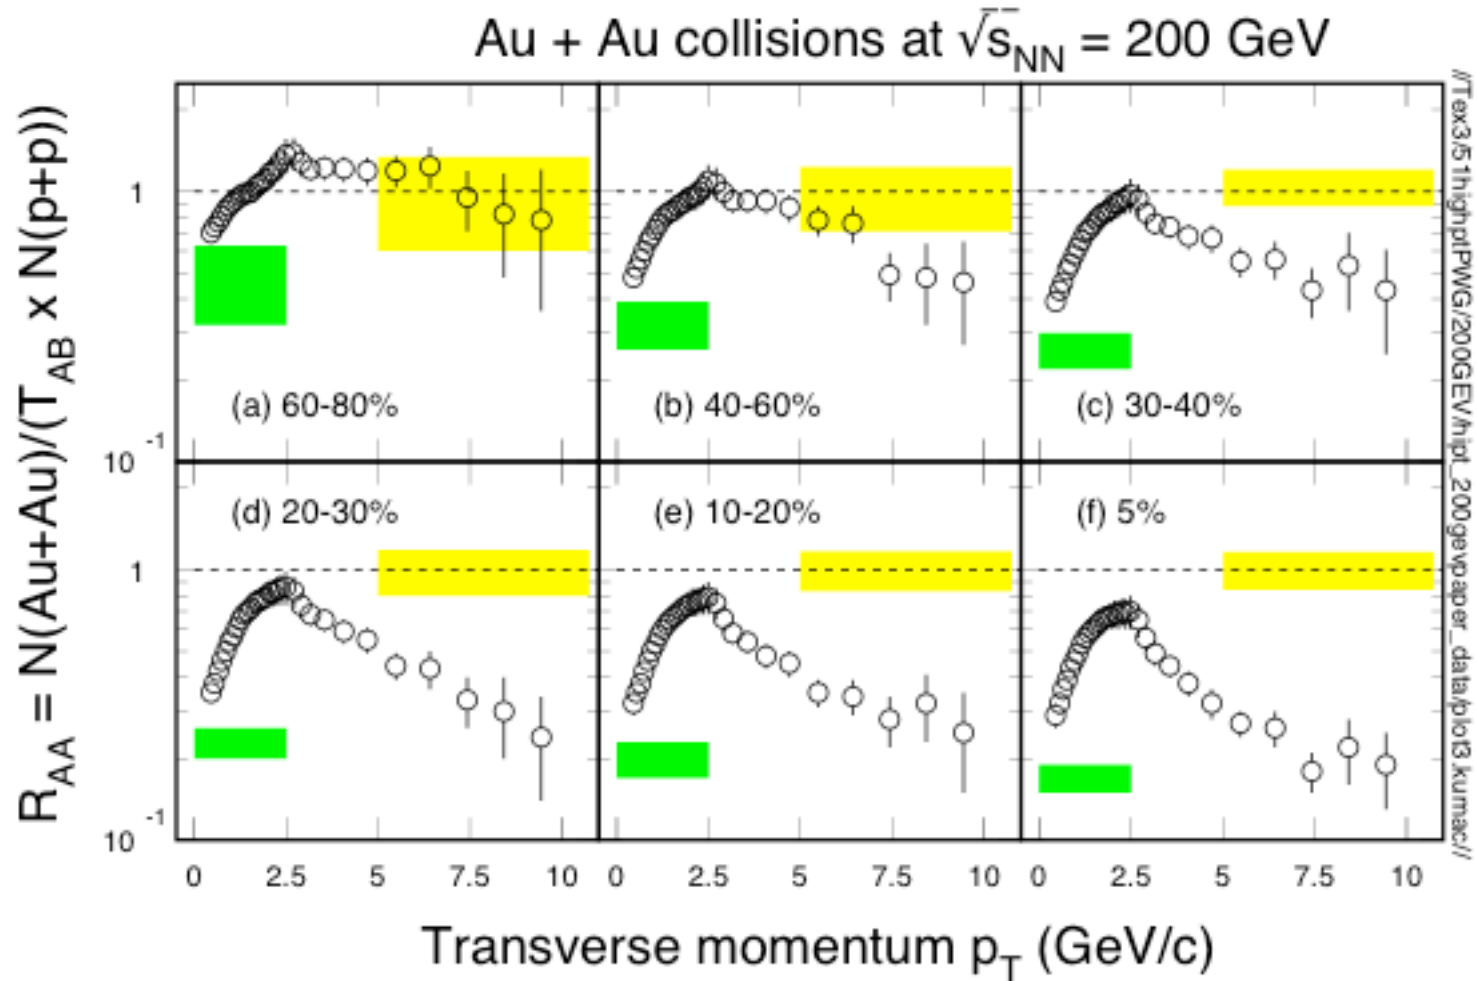 Au + Au collisions at √s_NN = 200 GeV
R_AA = N(Au+Au)/(T_AB x N(p+p))
1
10^-1
(a) 60-80%
(b) 40-60%
(c) 30-40%
1
10^-1
(d) 20-30%
(e) 10-20%
(f) 5%
0 2.5 5 7.5 10 0 2.5 5 7.5 10 0 2.5 5 7.5 10
Transverse momentum p_T (GeV/c)
//Tex3/51highptPWG/200GEV/hipt_200gevpaper_data/plot3.kumac//